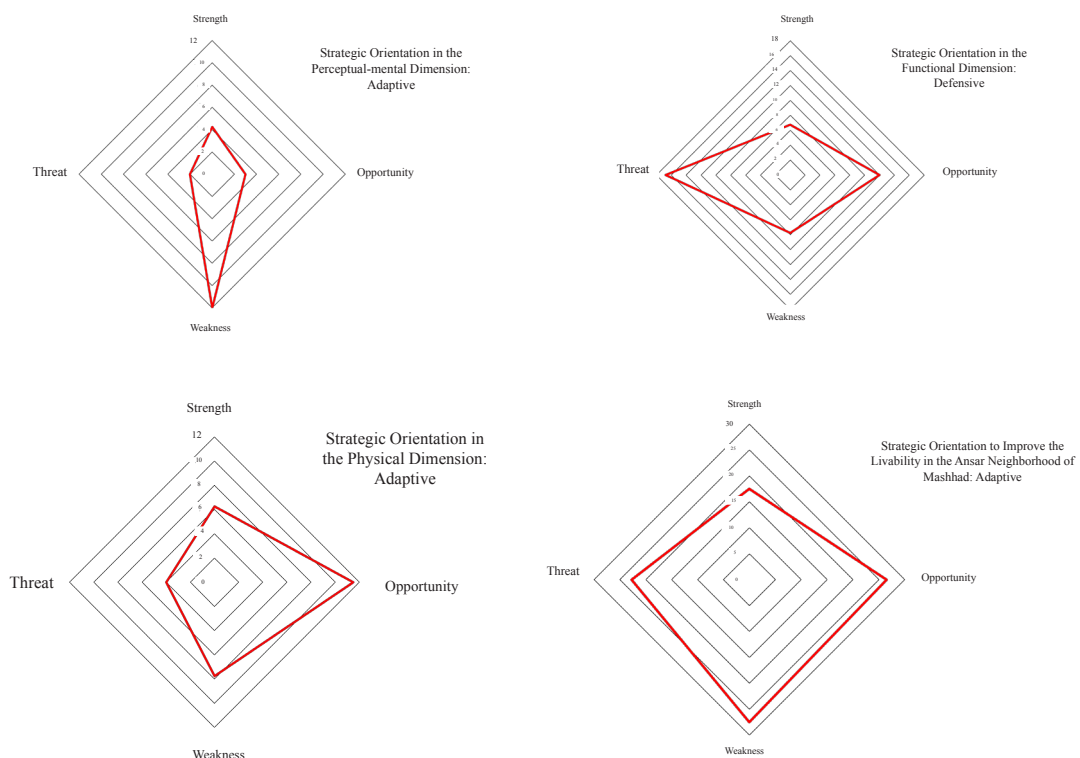 Strength
12
Strategic Orientation in the
Perceptual-mental Dimension:
Adaptive
10
8
6
4
2
0
Threat
Opportunity
Weakness
Strength
18
Strategic Orientation in the
Functional Dimension:
Defensive
16
14
12
10
8
6
4
2
0
Threat
Opportunity
Weakness
Strength
12
Strategic Orientation in
the Physical Dimension:
Adaptive
10
8
6
4
2
0
Threat
Opportunity
Weakness
Strength
30
Strategic Orientation to Improve the
Livability in the Ansar Neighborhood of
Mashhad: Adaptive
25
20
15
10
5
0
Threat
Opportunity
Weakness